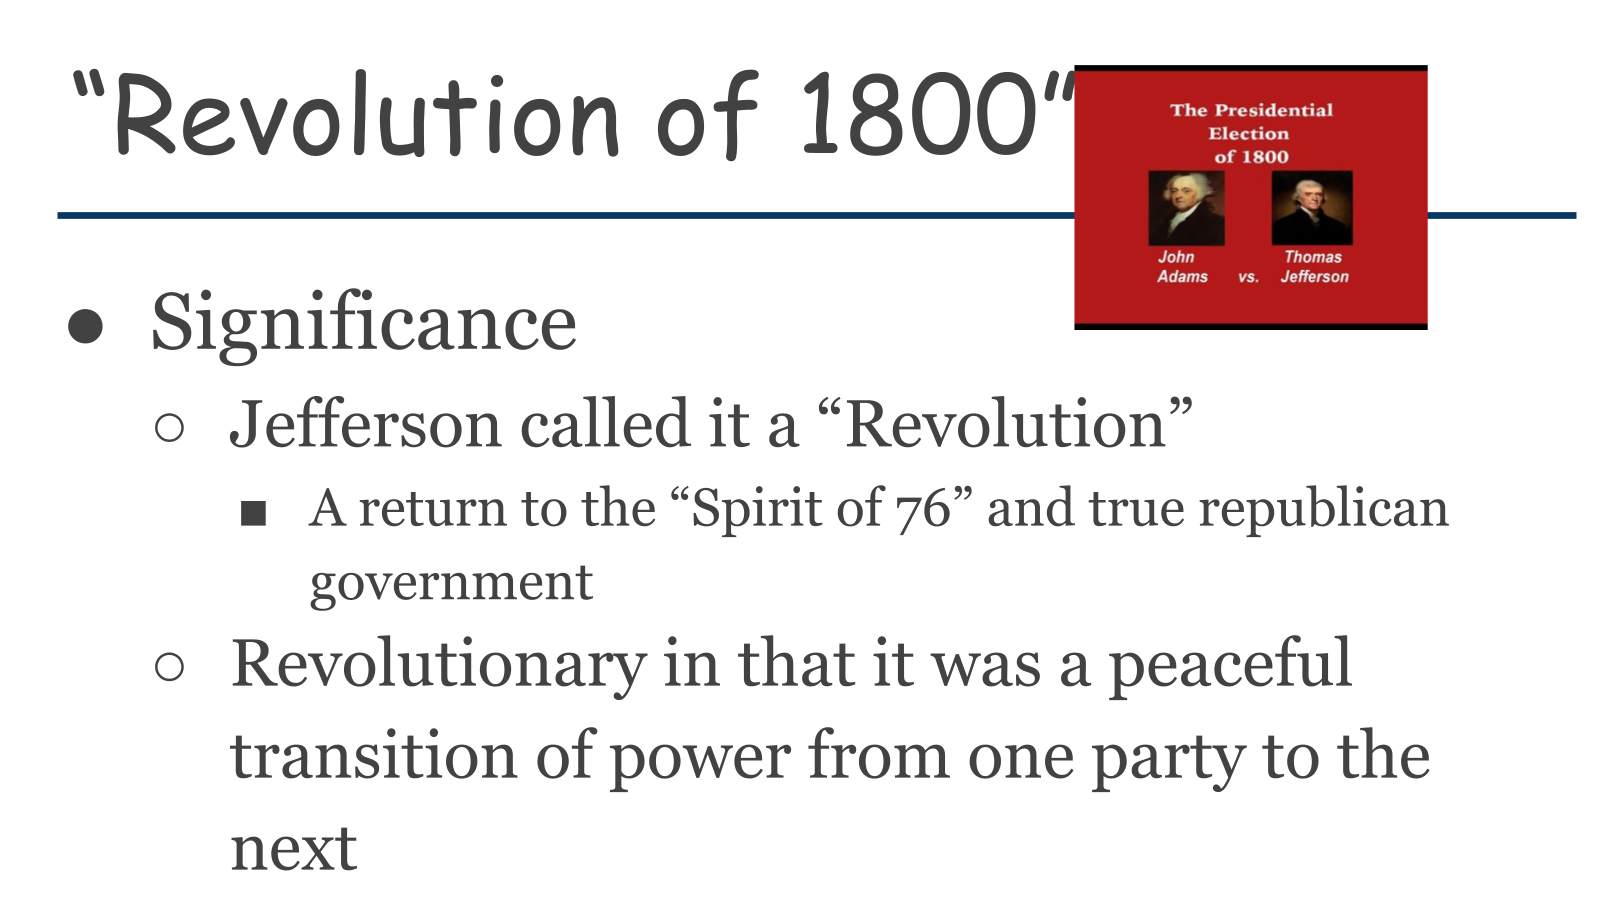 “Revolution of 1800”
The Presidential
Election
of 1800
John
Adams
vs.
Thomas
Jefferson
● Significance
○ Jefferson called it a “Revolution”
■ A return to the “Spirit of 76” and true republican
government
○ Revolutionary in that it was a peaceful
transition of power from one party to the
next